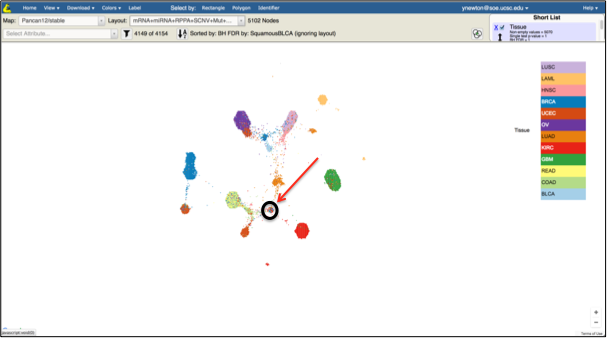 Home View Download Colors Label Select by: Rectangle Polygon Identifier ynewton@soe.ucsc.edu Help
Map: Pancan12/stable Layout: mRNA+miRNA+RPPA+SCNV+Mut+... 5102 Nodes
Short List
Select Attribute... 4149 of 4154 Sorted by: BH FDR by: SquamousBLCA (ignoring layout)
X Tissue
Non-empty values = 5070
Single test p-value = 1
BH FDR = 1
Tissue
LUSC
LAML
HNSC
BRCA
UCEC
OV
LUAD
KIRC
GBM
READ
COAD
BLCA
+
−
Terms of Use